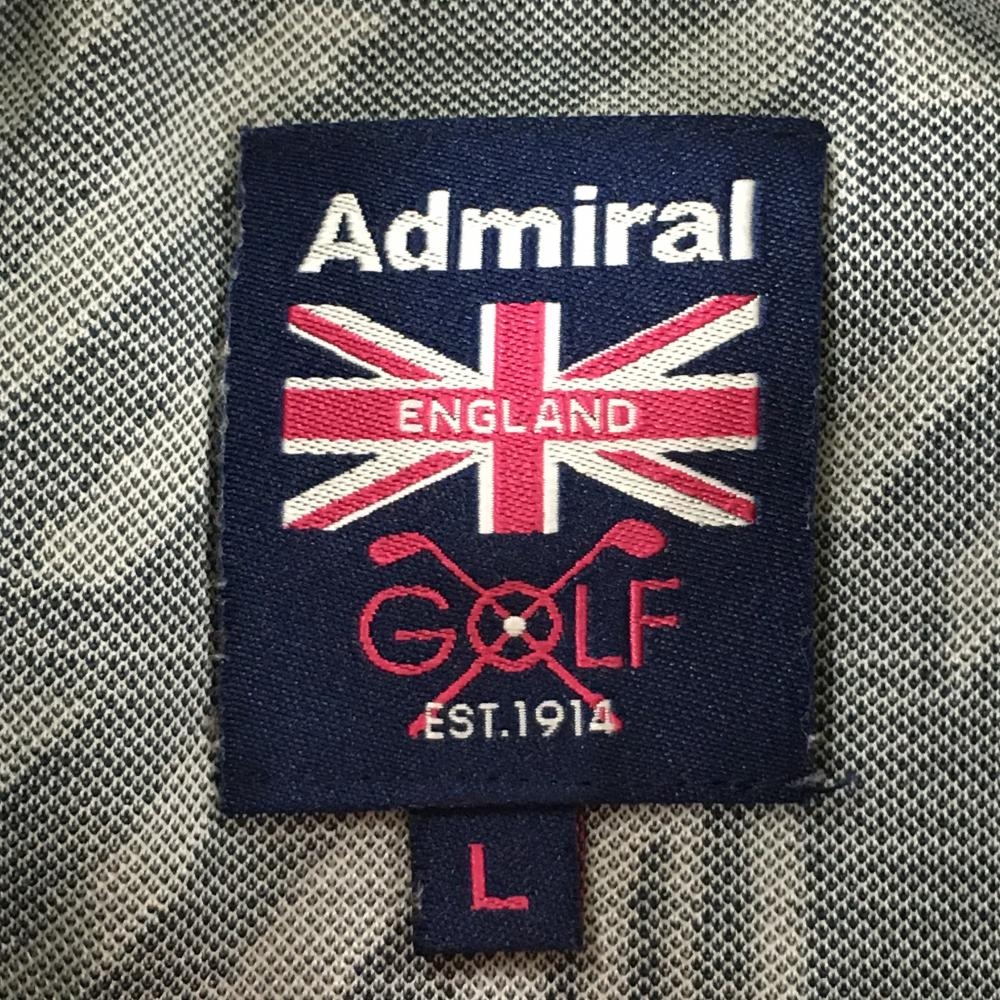 Admiral
ENGLAND
GOLF
EST.1914
L